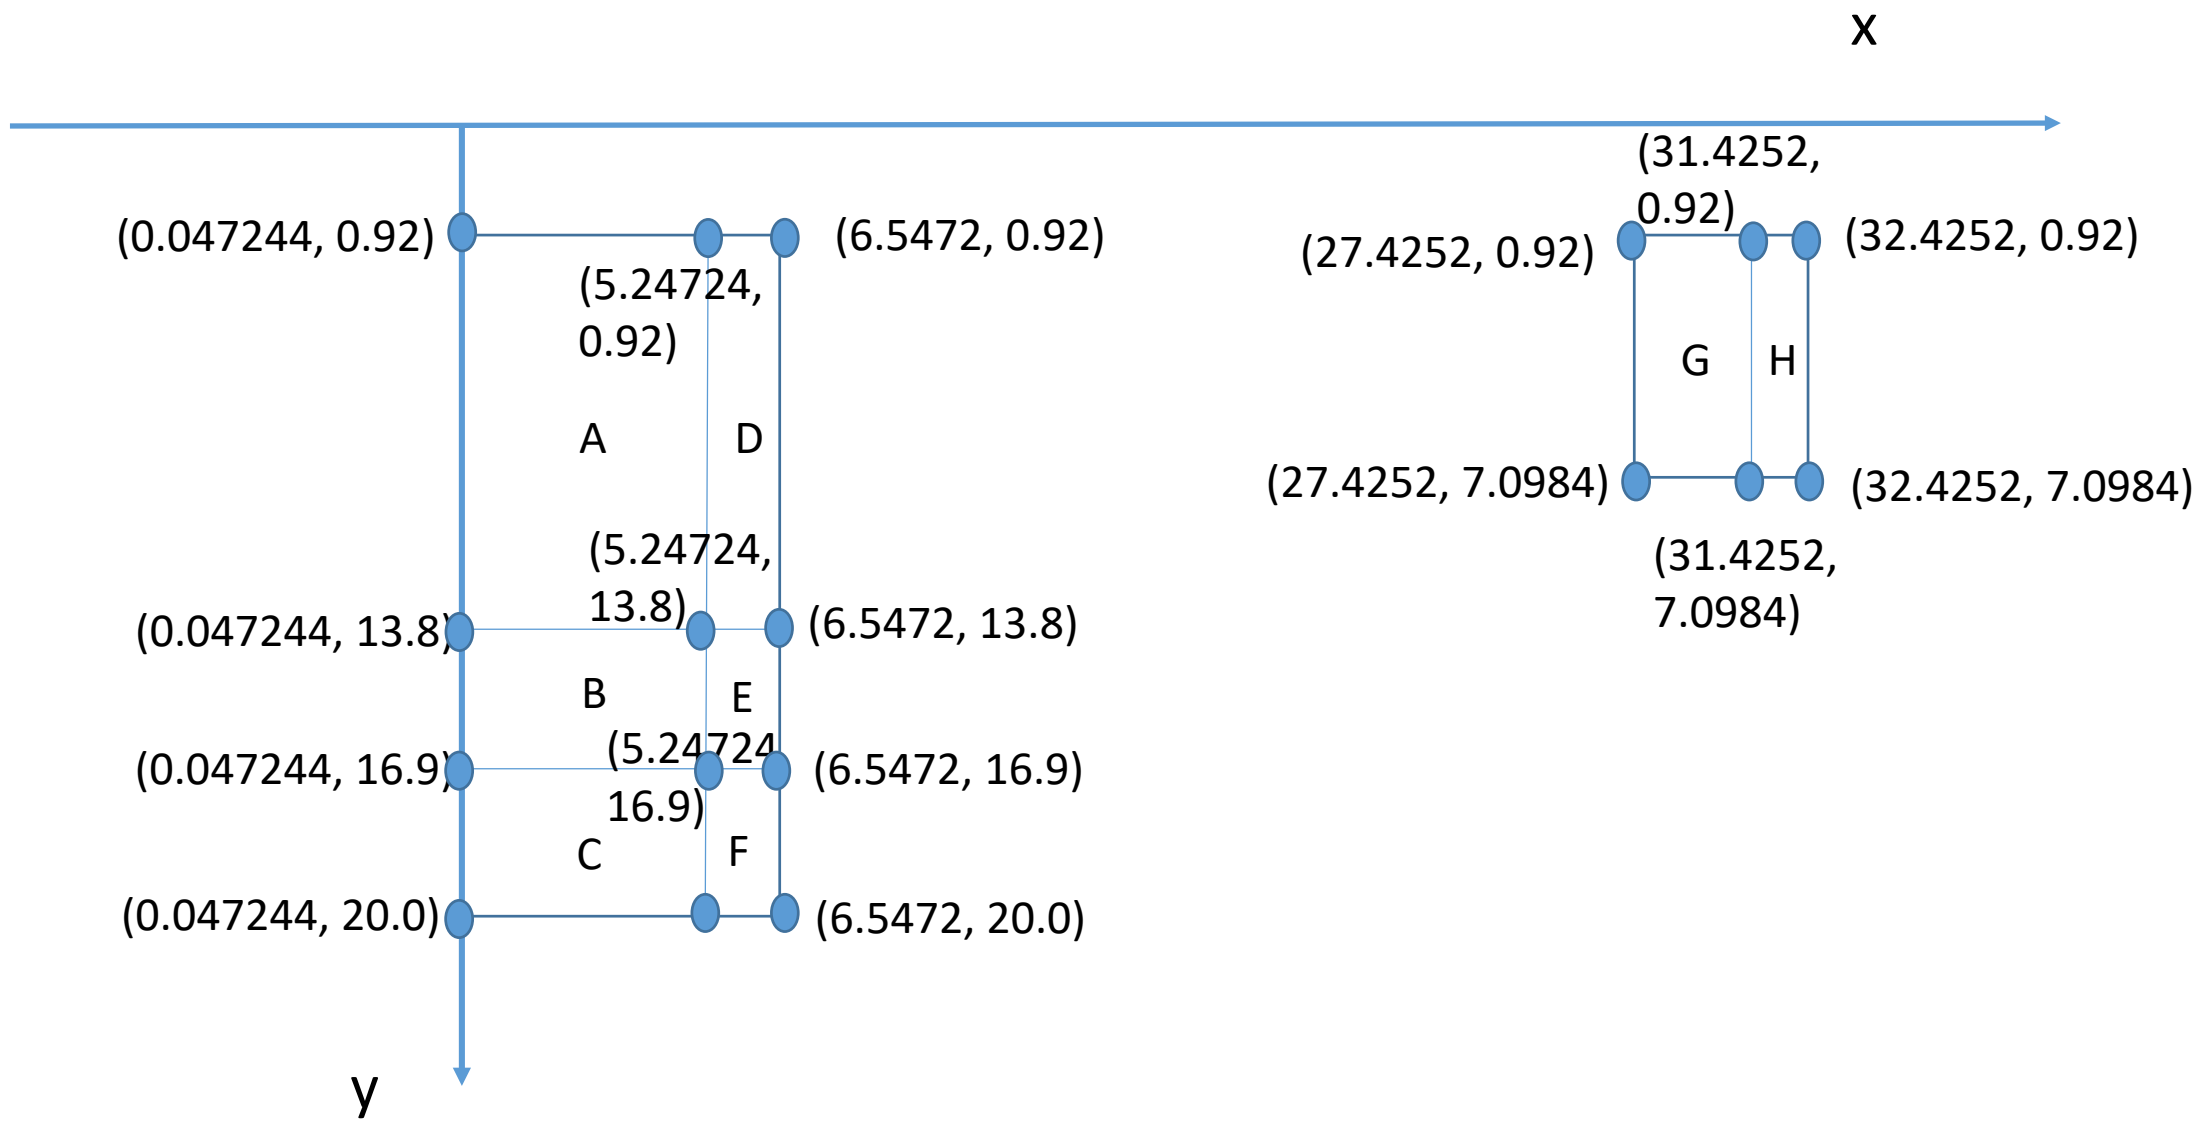 x
(31.4252,
0.92)
(0.047244, 0.92)
(6.5472, 0.92)
(27.4252, 0.92)
(32.4252, 0.92)
(5.24724,
0.92)
G
H
A
D
(27.4252, 7.0984)
(32.4252, 7.0984)
(5.24724,
13.8)
(31.4252,
7.0984)
(0.047244, 13.8)
(6.5472, 13.8)
B
E
(5.24724
16.9)
(0.047244, 16.9)
(6.5472, 16.9)
C
F
(0.047244, 20.0)
(6.5472, 20.0)
y